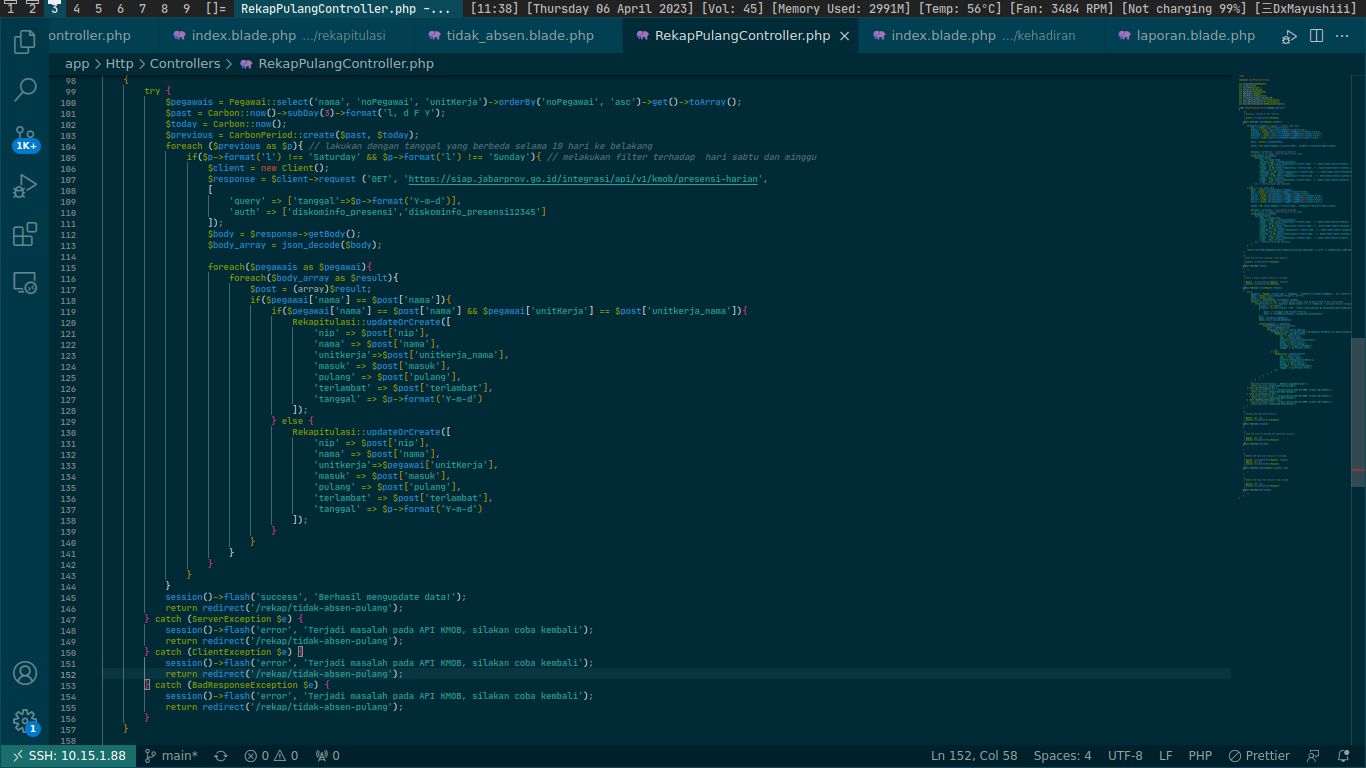 1 2 3 4 5 6 7 8 9 []= RekapPulangController.php -... [11:38] [Thursday 06 April 2023] [Vol: 45] [Memory Used: 2991M] [Temp: 56°C] [Fan: 3484 RPM] [Not charging 99%] [三DxMayushiii]
ontroller.php index.blade.php .../rekapitulasi tidak_absen.blade.php RekapPulangController.php index.blade.php .../kehadiran laporan.blade.php
app > Http > Controllers > RekapPulangController.php
98 {
99 try {
100 $pegawais = Pegawai::select('nama', 'noPegawai', 'unitKerja')->orderBy('noPegawai', 'asc')->get()->toArray();
101 $past = Carbon::now()->subDay(3)->format('l, d F Y');
102 $today = Carbon::now();
103 $previous = CarbonPeriod::create($past, $today);
104 foreach ($previous as $p){ // lakukan dengan tanggal yang berbeda selama 10 hari ke belakang
105 if($p->format('l') !== 'Saturday' && $p->format('l') !== 'Sunday'){ // melakukan filter terhadap  hari sabtu dan minggu
106 $client = new Client();
107 $response = $client->request ('GET', 'https://siap.jabarprov.go.id/integrasi/api/v1/kmob/presensi-harian',
108 [
109 'query' => ['tanggal'=>$p->format('Y-m-d')],
110 'auth' => ['diskominfo_presensi','diskominfo_presensi12345']
111 ]);
112 $body = $response->getBody();
113 $body_array = json_decode($body);
114
115 foreach($pegawais as $pegawai){
116 foreach($body_array as $result){
117 $post = (array)$result;
118 if($pegawai['nama'] == $post['nama']){
119 if($pegawai['nama'] == $post['nama'] && $pegawai['unitKerja'] == $post['unitkerja_nama']){
120 Rekapitulasi::updateOrCreate([
121 'nip' => $post['nip'],
122 'nama' => $post['nama'],
123 'unitkerja'=>$post['unitkerja_nama'],
124 'masuk' => $post['masuk'],
125 'pulang' => $post['pulang'],
126 'terlambat' => $post['terlambat'],
127 'tanggal' => $p->format('Y-m-d')
128 ]);
129 } else {
130 Rekapitulasi::updateOrCreate([
131 'nip' => $post['nip'],
132 'nama' => $post['nama'],
133 'unitkerja'=>$pegawai['unitKerja'],
134 'masuk' => $post['masuk'],
135 'pulang' => $post['pulang'],
136 'terlambat' => $post['terlambat'],
137 'tanggal' => $p->format('Y-m-d')
138 ]);
139 }
140 }
141 }
142 }
143 }
144 }
145 session()->flash('success', 'Berhasil mengupdate data!');
146 return redirect('/rekap/tidak-absen-pulang');
147 } catch (ServerException $e) {
148 session()->flash('error', 'Terjadi masalah pada API KMOB, silakan coba kembali');
149 return redirect('/rekap/tidak-absen-pulang');
150 } catch (ClientException $e) {
151 session()->flash('error', 'Terjadi masalah pada API KMOB, silakan coba kembali');
152 return redirect('/rekap/tidak-absen-pulang');
153 } catch (BadResponseException $e) {
154 session()->flash('error', 'Terjadi masalah pada API KMOB, silakan coba kembali');
155 return redirect('/rekap/tidak-absen-pulang');
156 }
157 }
158
1K+
1
SSH: 10.15.1.88 main* 0 0 0 Ln 152, Col 58 Spaces: 4 UTF-8 LF PHP Prettier